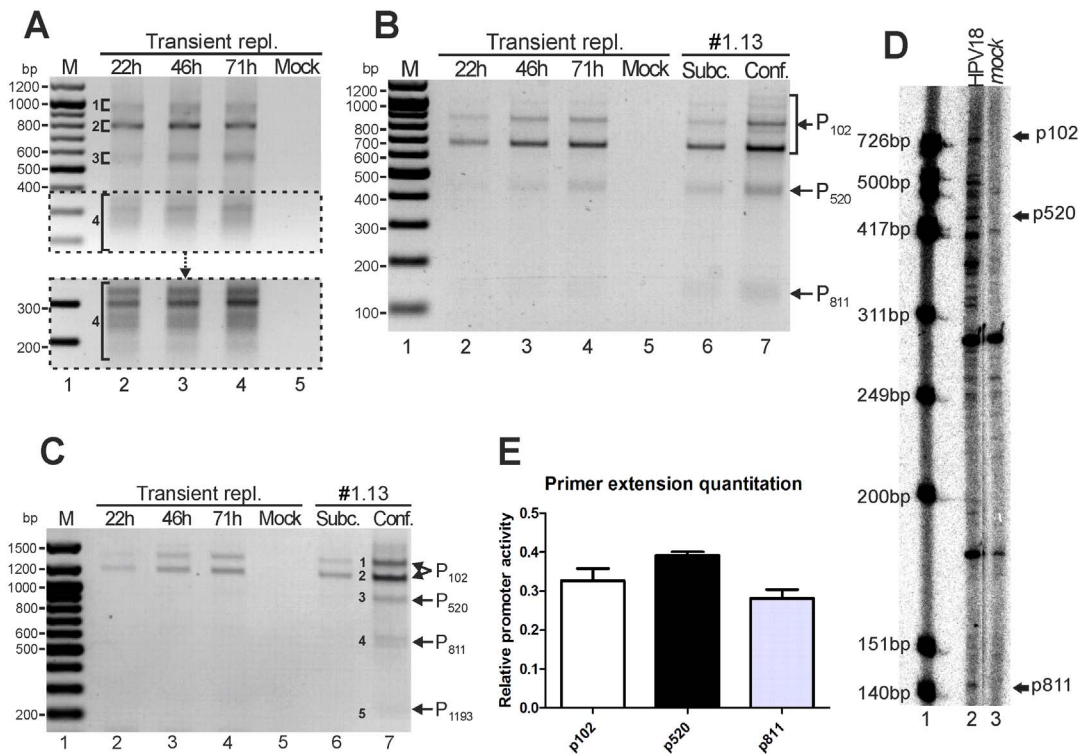 A
Transient repl.
bp M 22h 46h 71h Mock
1200
1000
800
600
500
400
1
2
3
4
300
200
4
1 2 3 4 5
B
Transient repl. #1.13
bp M 22h 46h 71h Mock Subc. Conf.
1200
1000
800
700
600
500
400
300
200
100
P102
P520
P811
1 2 3 4 5 6 7
C
Transient repl. #1.13
bp M 22h 46h 71h Mock Subc. Conf.
1500
1200
1000
800
600
500
200
1
2
3
4
5
P102
P520
P811
P1193
1 2 3 4 5 6 7
D
HPV18
mock
726bp
500bp
417bp
311bp
249bp
200bp
151bp
140bp
p102
p520
p811
1 2 3
E
Primer extension quantitation
Relative promoter activity
0.5
0.4
0.3
0.2
0.1
0.0
p102 p520 p811